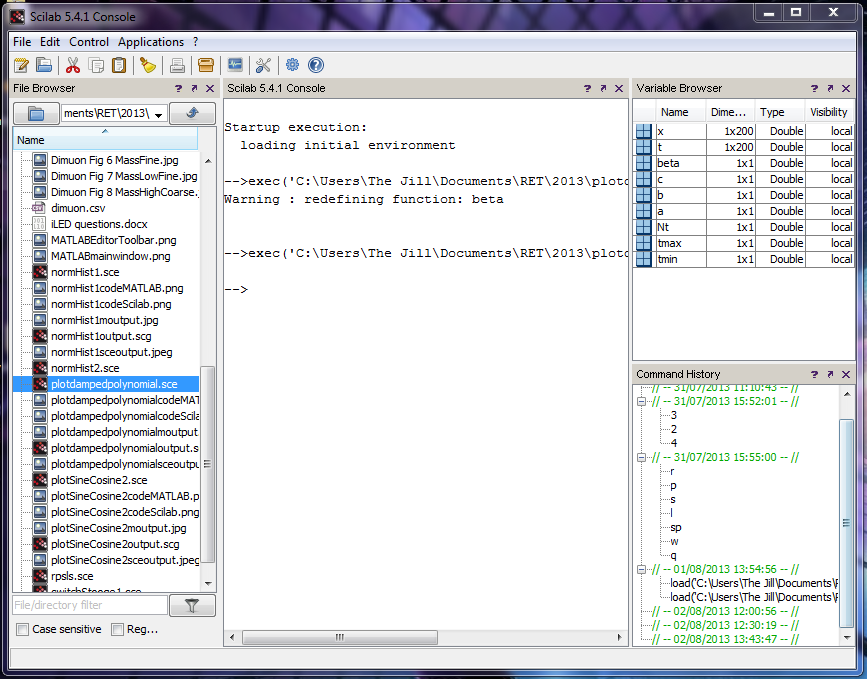 Scilab 5.4.1 Console
File Edit Control Applications ?
File Browser
ments\RET\2013\
Name
Dimuon Fig 6 MassFine.jpg
Dimuon Fig 7 MassLowFine.jpg
Dimuon Fig 8 MassHighCoarse.
dimuon.csv
iLED questions.docx
MATLABEditorToolbar.png
MATLABmainwindow.png
normHist1.sce
normHist1codeMATLAB.png
normHist1codeScilab.png
normHist1moutput.jpg
normHist1output.scg
normHist1sceoutput.jpeg
normHist2.sce
plotdampedpolynomial.sce
plotdampedpolynomialcodeMAT
plotdampedpolynomialcodeScila
plotdampedpolynomialmoutput
plotdampedpolynomialoutput.s
plotdampedpolynomialsceoutpu
plotSineCosine2.sce
plotSineCosine2codeMATLAB.p
plotSineCosine2codeScilab.png
plotSineCosine2moutput.jpg
plotSineCosine2output.scg
plotSineCosine2sceoutput.jpeg
rpsls.sce
switchStooge1.sce
File/directory filter
Case sensitive Reg...
Scilab 5.4.1 Console
Startup execution:
loading initial environment
-->exec('C:\Users\The Jill\Documents\RET\2013\plotd
Warning : redefining function: beta
-->exec('C:\Users\The Jill\Documents\RET\2013\plotd
-->
Variable Browser
Name Dime... Type Visibility
x 1x200 Double local
t 1x200 Double local
beta 1x1 Double local
c 1x1 Double local
b 1x1 Double local
a 1x1 Double local
Nt 1x1 Double local
tmax 1x1 Double local
tmin 1x1 Double local
Command History
// -- 31/07/2013 11:10:43 -- //
// -- 31/07/2013 15:52:01 -- //
3
2
4
// -- 31/07/2013 15:55:00 -- //
r
p
s
l
sp
w
q
// -- 01/08/2013 13:54:56 -- //
load('C:\Users\The Jill\Documents\F
load('C:\Users\The Jill\Documents\F
// -- 02/08/2013 12:00:56 -- //
// -- 02/08/2013 12:30:19 -- //
// -- 02/08/2013 13:43:47 -- //